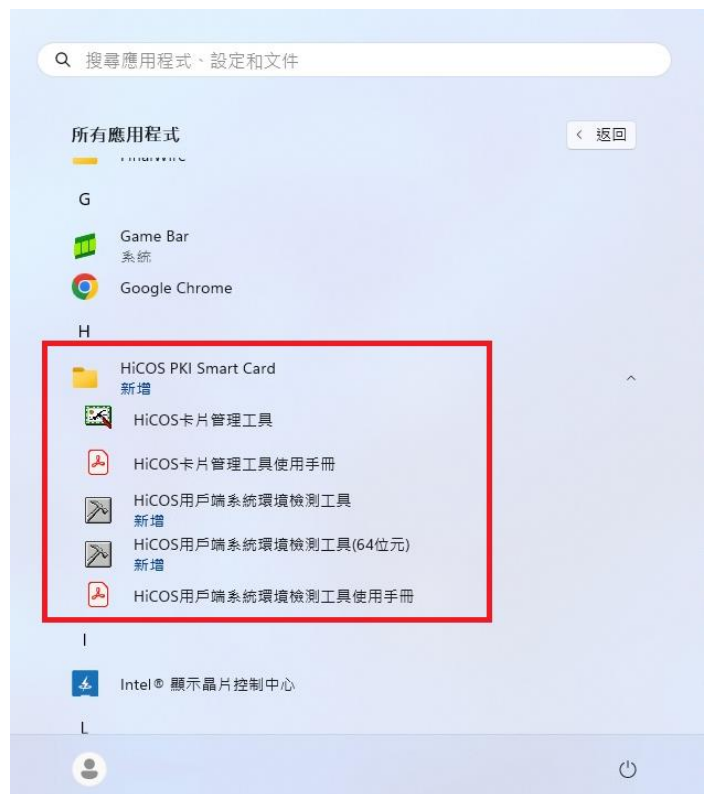 搜尋應用程式、設定和文件
所有應用程式
返回
G
Game Bar
系統
Google Chrome
H
HiCOS PKI Smart Card
新增
HiCOS卡片管理工具
HiCOS卡片管理工具使用手冊
HiCOS用戶端系統環境檢測工具
新增
HiCOS用戶端系統環境檢測工具(64位元)
新增
HiCOS用戶端系統環境檢測工具使用手冊
I
Intel® 顯示晶片控制中心
L